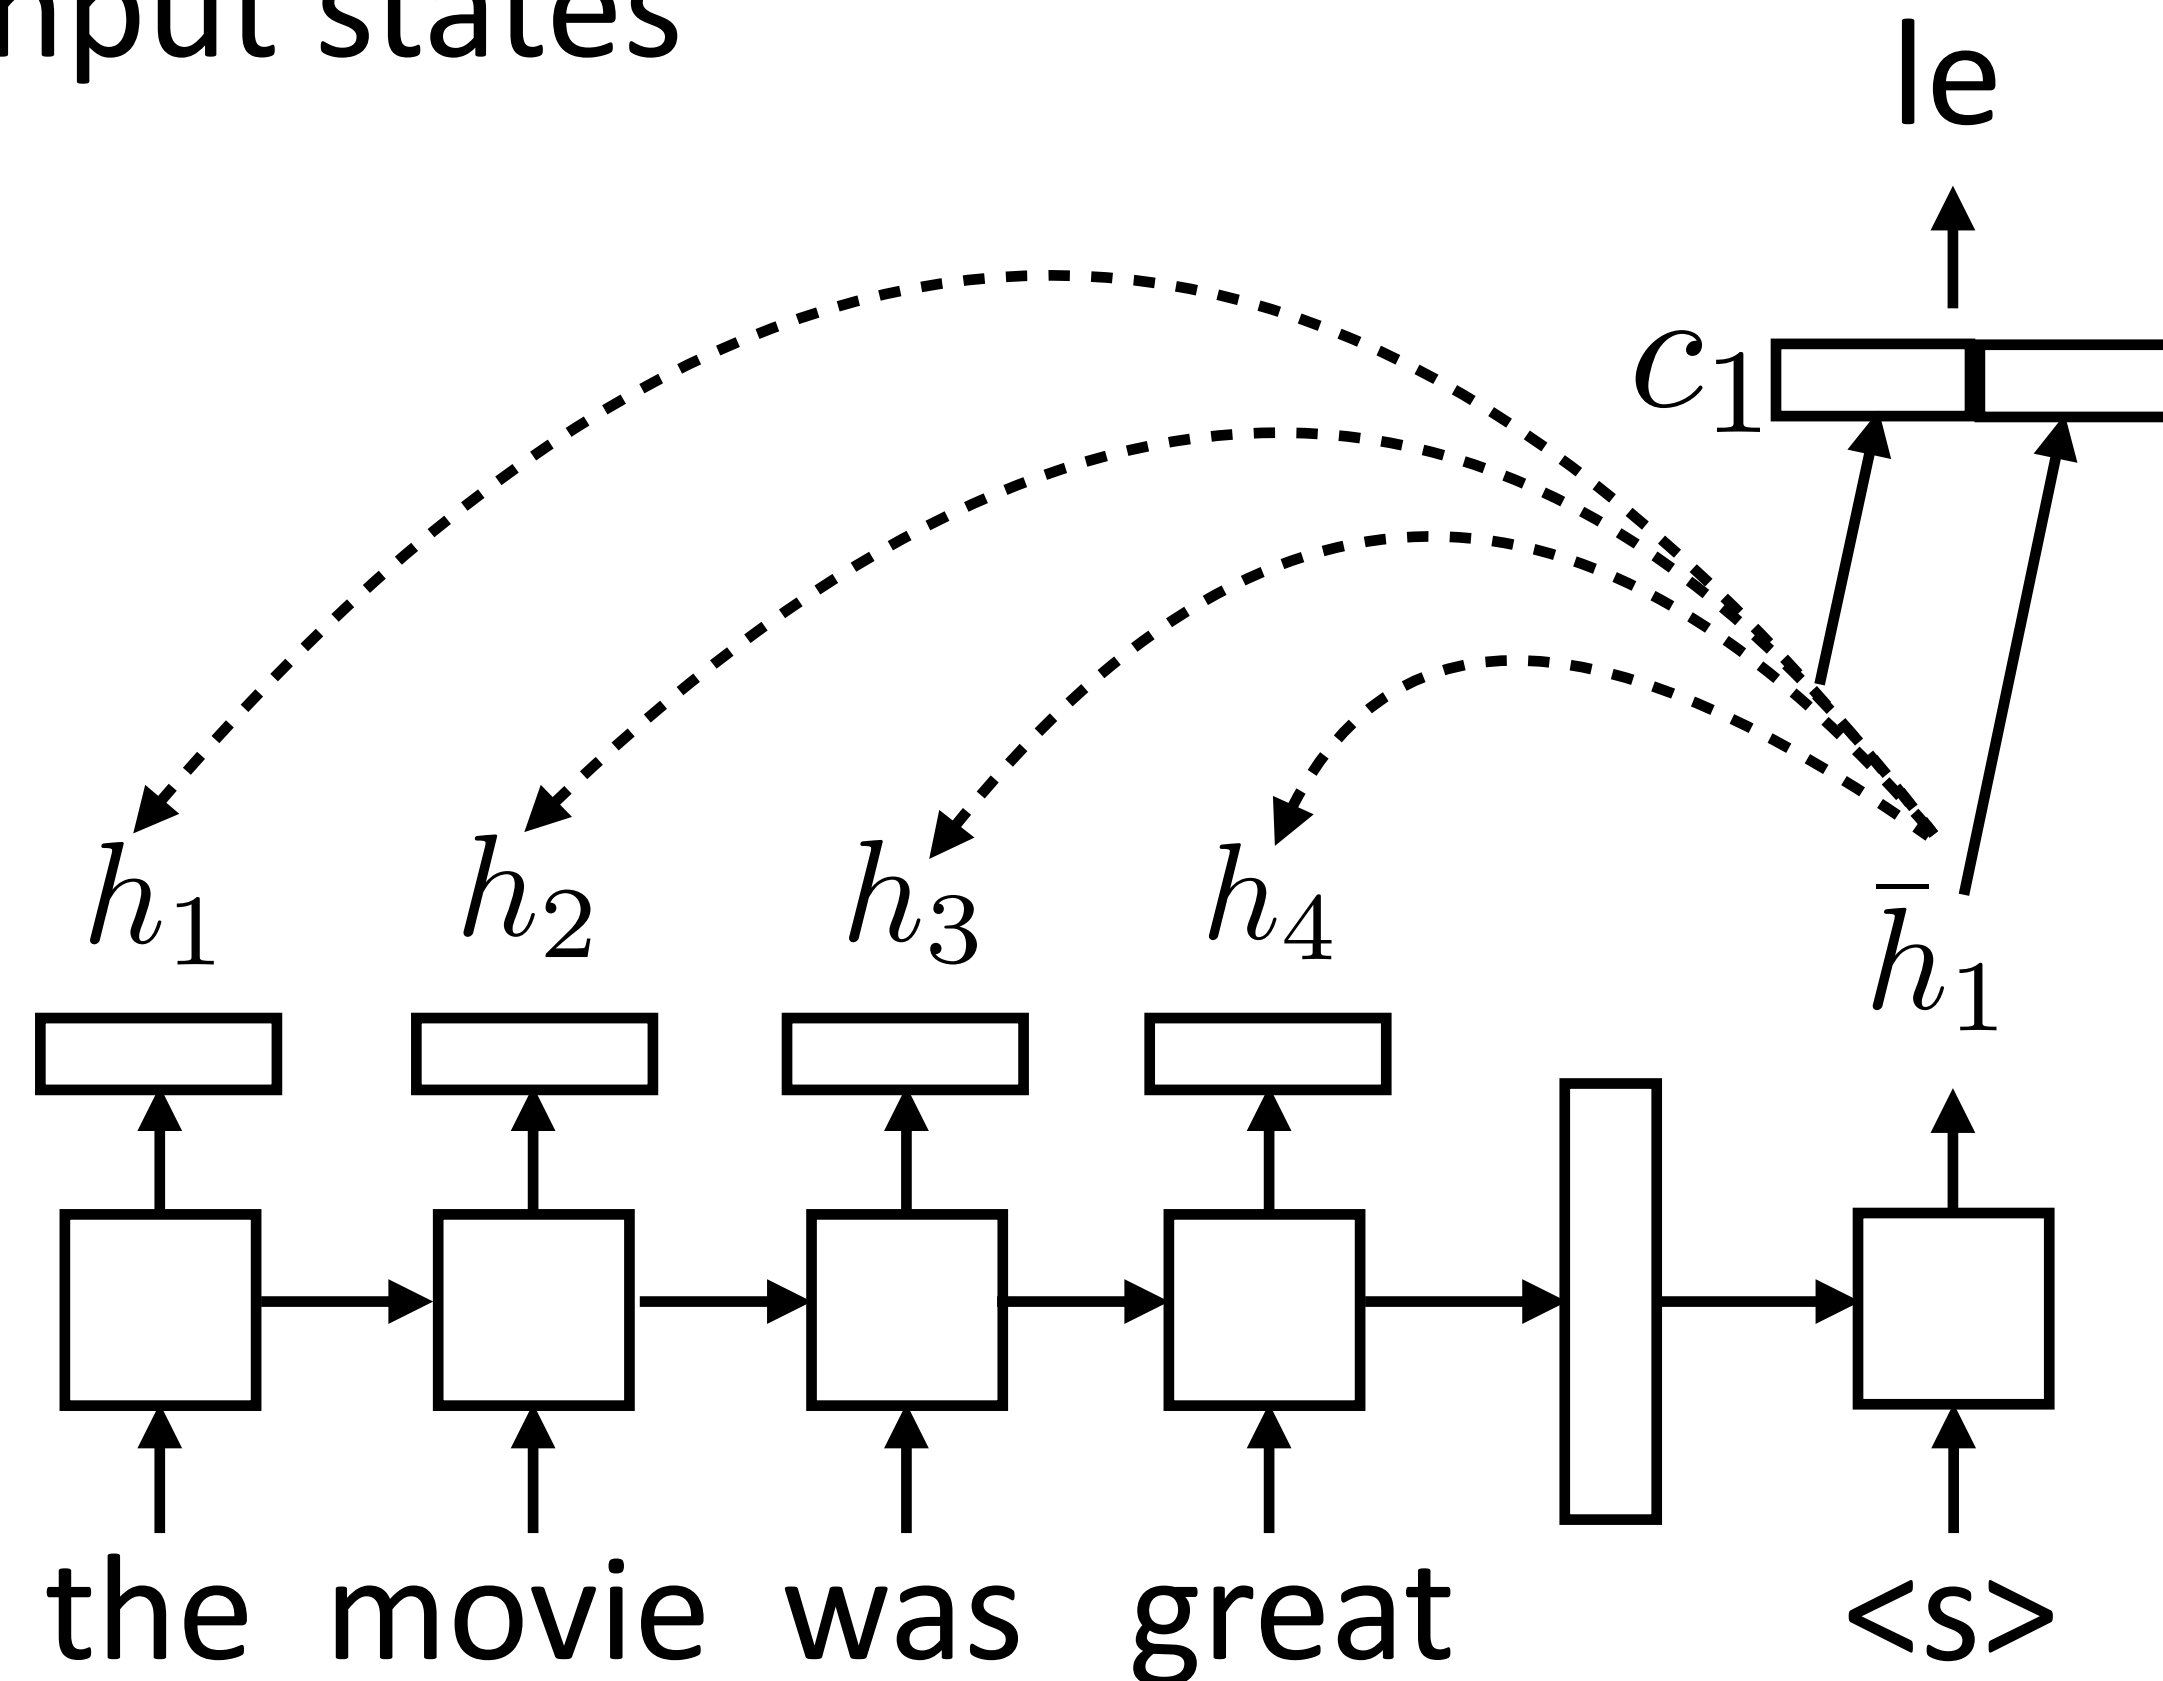 nput states
le
c1
h1 h2 h3 h4
h̅1
the movie was great <s>